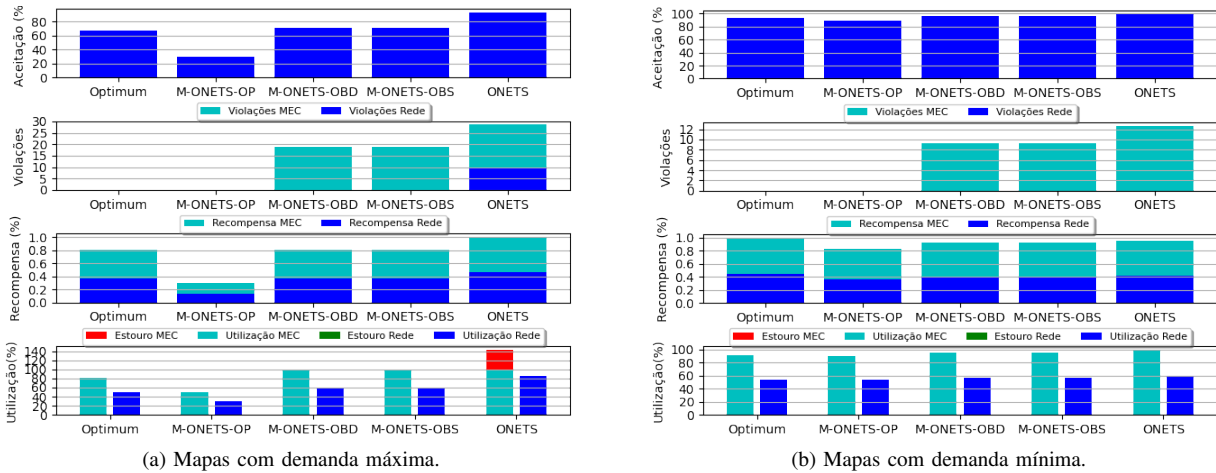 Aceitação (%
80
60
40
20
0
Optimum M-ONETS-OP M-ONETS-OBD M-ONETS-OBS ONETS
Violações MEC Violações Rede
Violações
30
25
20
15
10
5
0
Optimum M-ONETS-OP M-ONETS-OBD M-ONETS-OBS ONETS
Recompensa MEC Recompensa Rede
Recompensa (%)
1.0
0.8
0.6
0.4
0.2
0.0
Optimum M-ONETS-OP M-ONETS-OBD M-ONETS-OBS ONETS
Estouro MEC Utilização MEC Estouro Rede Utilização Rede
Utilização(%)
140
120
100
80
60
40
20
0
Optimum M-ONETS-OP M-ONETS-OBD M-ONETS-OBS ONETS
(a) Mapas com demanda máxima.
Aceitação (%
100
80
60
40
20
0
Optimum M-ONETS-OP M-ONETS-OBD M-ONETS-OBS ONETS
Violações MEC Violações Rede
Violações
12
10
8
6
4
2
0
Optimum M-ONETS-OP M-ONETS-OBD M-ONETS-OBS ONETS
Recompensa MEC Recompensa Rede
Recompensa (%)
1.0
0.8
0.6
0.4
0.2
0.0
Optimum M-ONETS-OP M-ONETS-OBD M-ONETS-OBS ONETS
Estouro MEC Utilização MEC Estouro Rede Utilização Rede
Utilização(%)
100
80
60
40
20
0
Optimum M-ONETS-OP M-ONETS-OBD M-ONETS-OBS ONETS
(b) Mapas com demanda mínima.